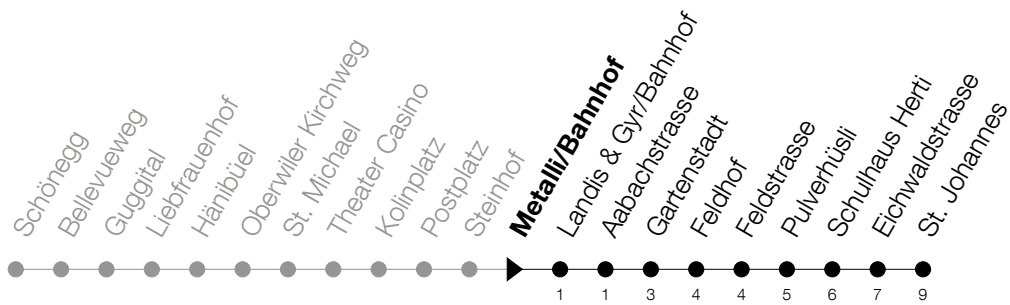 Schönegg
Bellevueweg
Guggital
Liebfrauenhof
Hänibüel
Oberwiler Kirchweg
St. Michael
Theater Casino
Kolinplatz
Postplatz
Steinhof
Metalli/Bahnhof
Landis & Gyr/Bahnhof
Aabachstrasse
Gartenstadt
Feldhof
Feldstrasse
Pulverhüsli
Schulhaus Herti
Eichwaldstrasse
St. Johannes
1 1 3 4 4 5 6 7 9